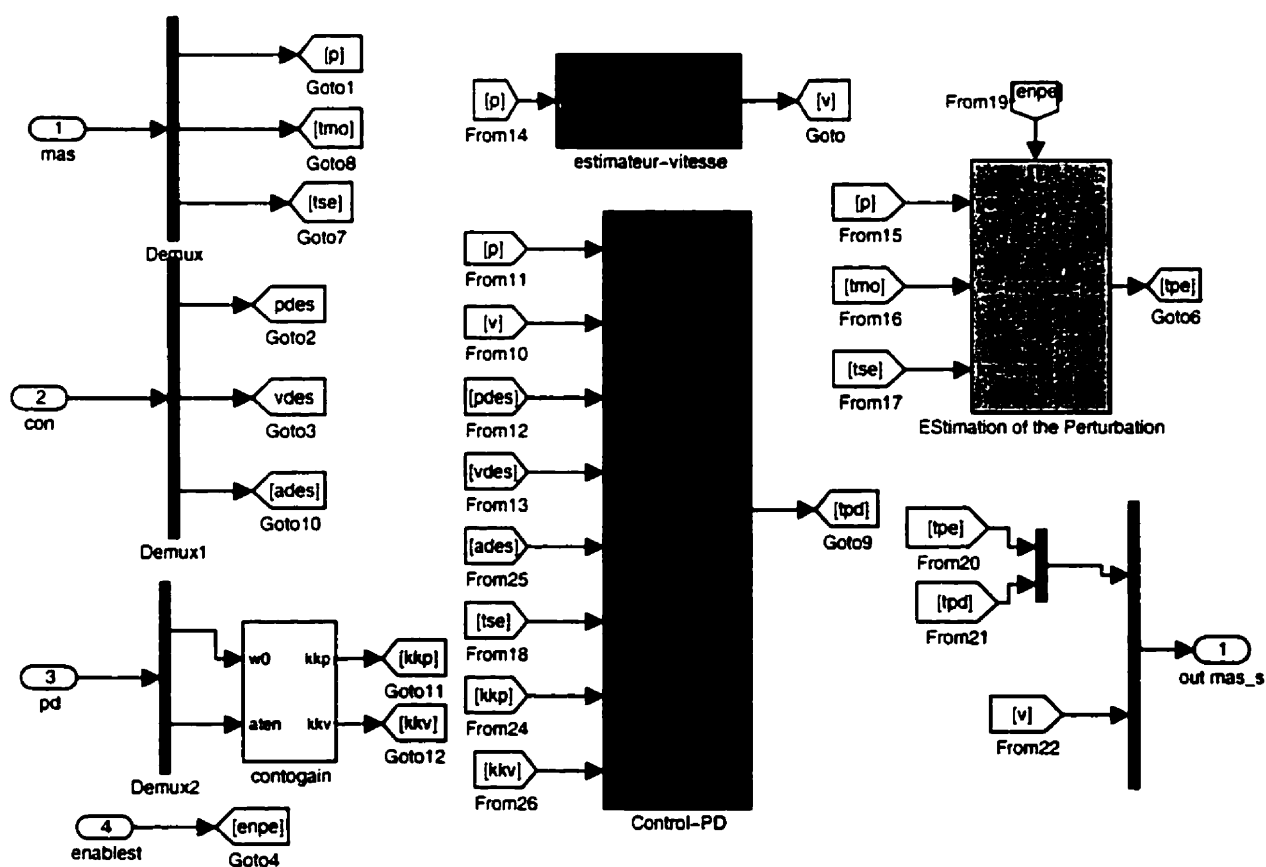 [p]
Goto1
1
mas
[tmo]
Goto8
[tse]
Goto7
Demux
pdes
Goto2
2
con
vdes
Goto3
[ades]
Goto10
Demux1
3
pd
w0
aten
kkp
kkv
contogain
[kkp]
Goto11
[kkv]
Goto12
Demux2
4
enablest
[enpe]
Goto4
[p]
From14
estimateur-vitesse
[v]
Goto
[p]
From11
[v]
From10
[pdes]
From12
[vdes]
From13
[ades]
From25
[tse]
From18
[kkp]
From24
[kkv]
From26
Control-PD
[tpd]
Goto9
From19
enpe
[p]
From15
[tmo]
From16
[tse]
From17
EStimation of the Perturbation
[tpe]
Goto6
[tpe]
From20
[tpd]
From21
[v]
From22
1
out mas_s